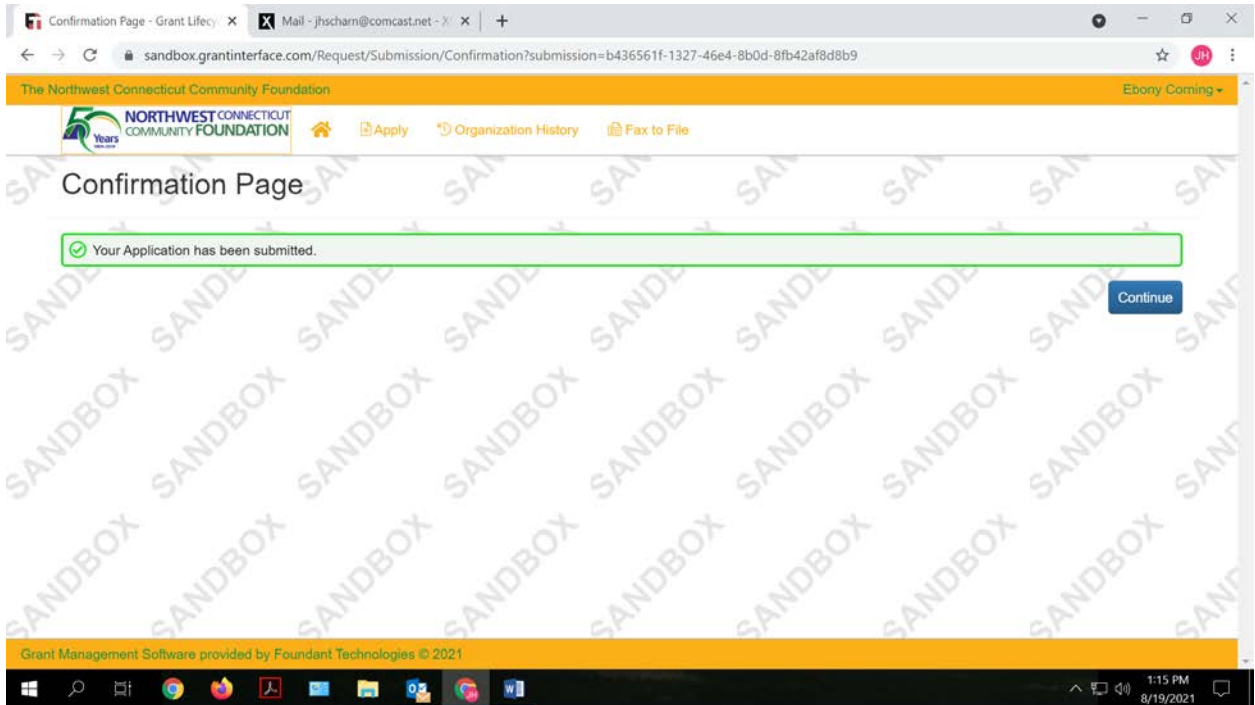 Confirmation Page - Grant Lifecy
Mail - jhscharn@comcast.net - X
sandbox.grantinterface.com/Request/Submission/Confirmation?submission=b436561f-1327-46e4-8b0d-8fb42af8d8b9
JH
The Northwest Connecticut Community Foundation
Ebony Corning
50 Years
NORTHWEST CONNECTICUT
COMMUNITY FOUNDATION
Apply
Organization History
Fax to File
Confirmation Page
Your Application has been submitted.
Continue
SANDBOX
Grant Management Software provided by Foundant Technologies © 2021
1:15 PM
8/19/2021